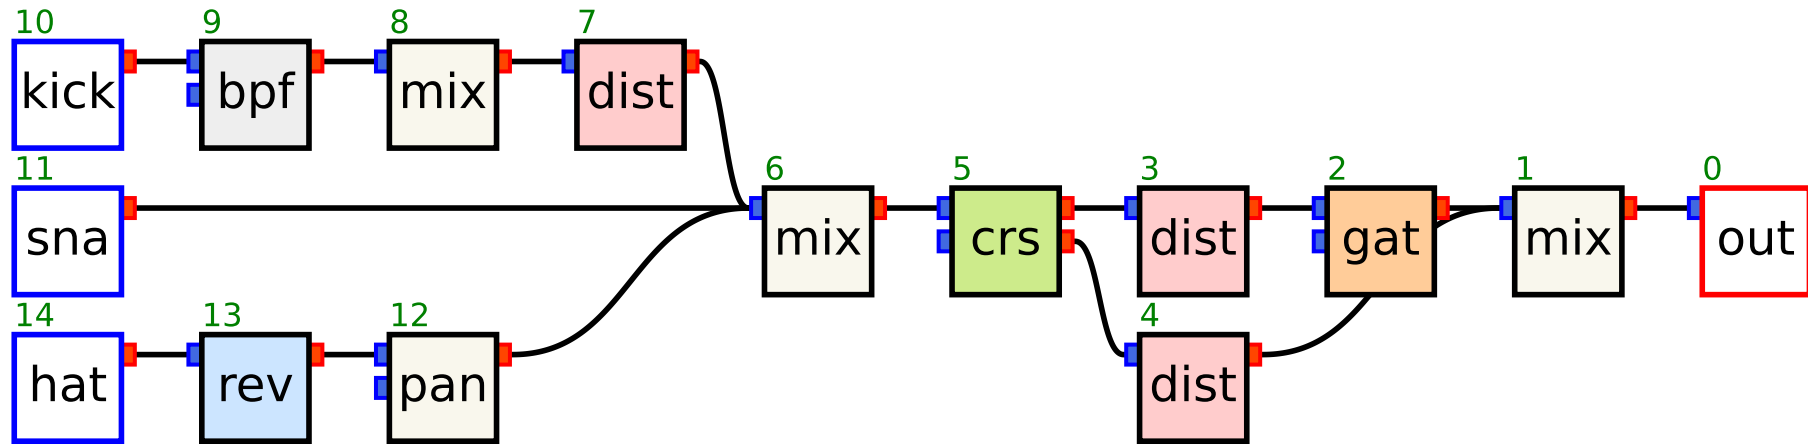 10 9 8 7
kick bpf mix dist
11 6 5 3 2 1 0
sna mix crs dist gat mix out
14 13 12 4
hat rev pan dist